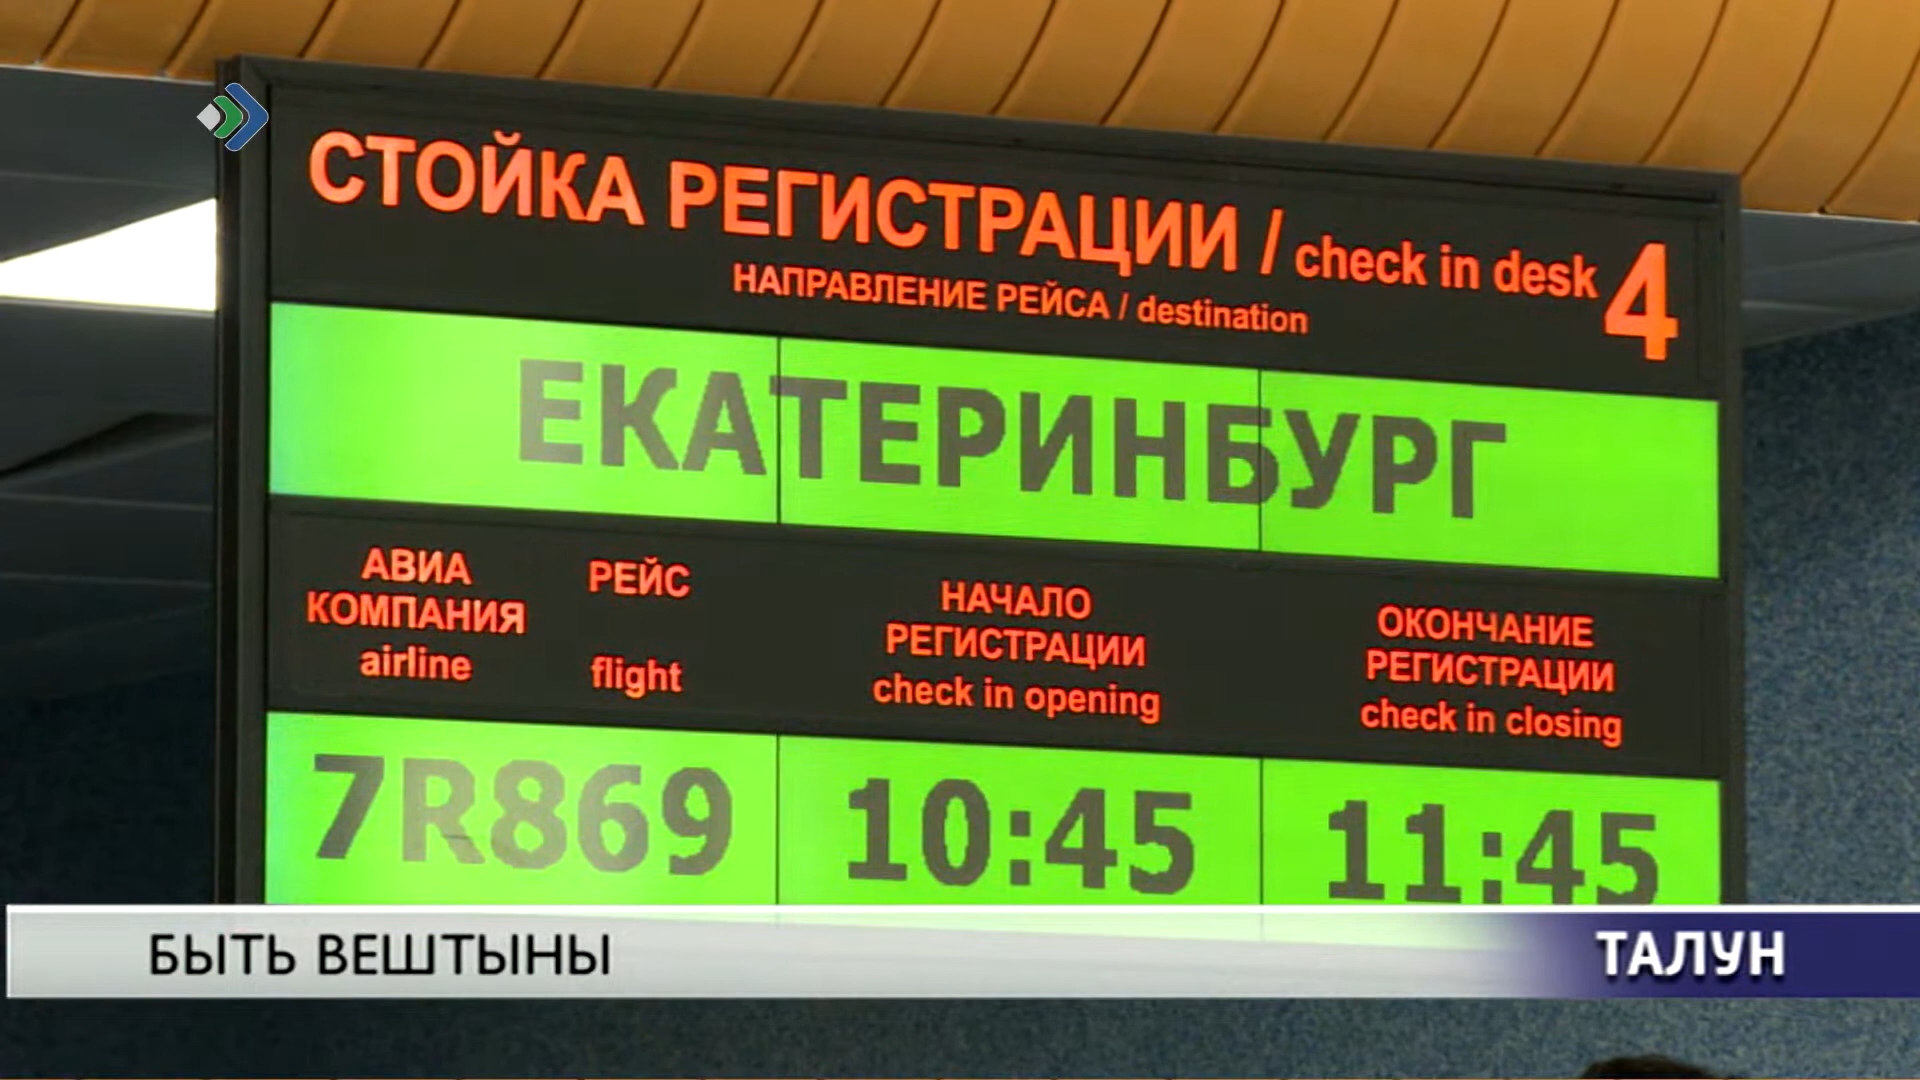 СТОЙКА РЕГИСТРАЦИИ / check in desk 4
НАПРАВЛЕНИЕ РЕЙСА / destination
ЕКАТЕРИНБУРГ
АВИА
КОМПАНИЯ
airline
РЕЙС
flight
НАЧАЛО
РЕГИСТРАЦИИ
check in opening
ОКОНЧАНИЕ
РЕГИСТРАЦИИ
check in closing
7R869 10:45 11:45
БЫТЬ ВЕШТЫНЫ
ТАЛУН